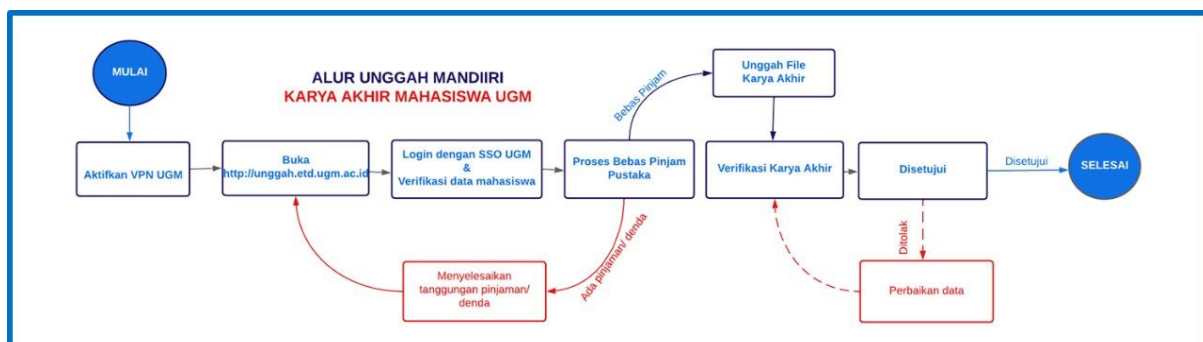 MULAI
ALUR UNGGAH MANDIIRI
KARYA AKHIR MAHASISWA UGM
Aktifkan VPN UGM
Buka
http://unggah.etd.ugm.ac.id
Login dengan SSO UGM
&
Verifikasi data mahasiswa
Proses Bebas Pinjam
Pustaka
Bebas Pinjam
Unggah File
Karya Akhir
Verifikasi Karya Akhir
Disetujui
Disetujui
SELESAI
Ada pinjaman/ denda
Menyelesaikan
tanggungan pinjaman/
denda
Ditolak
Perbaikan data